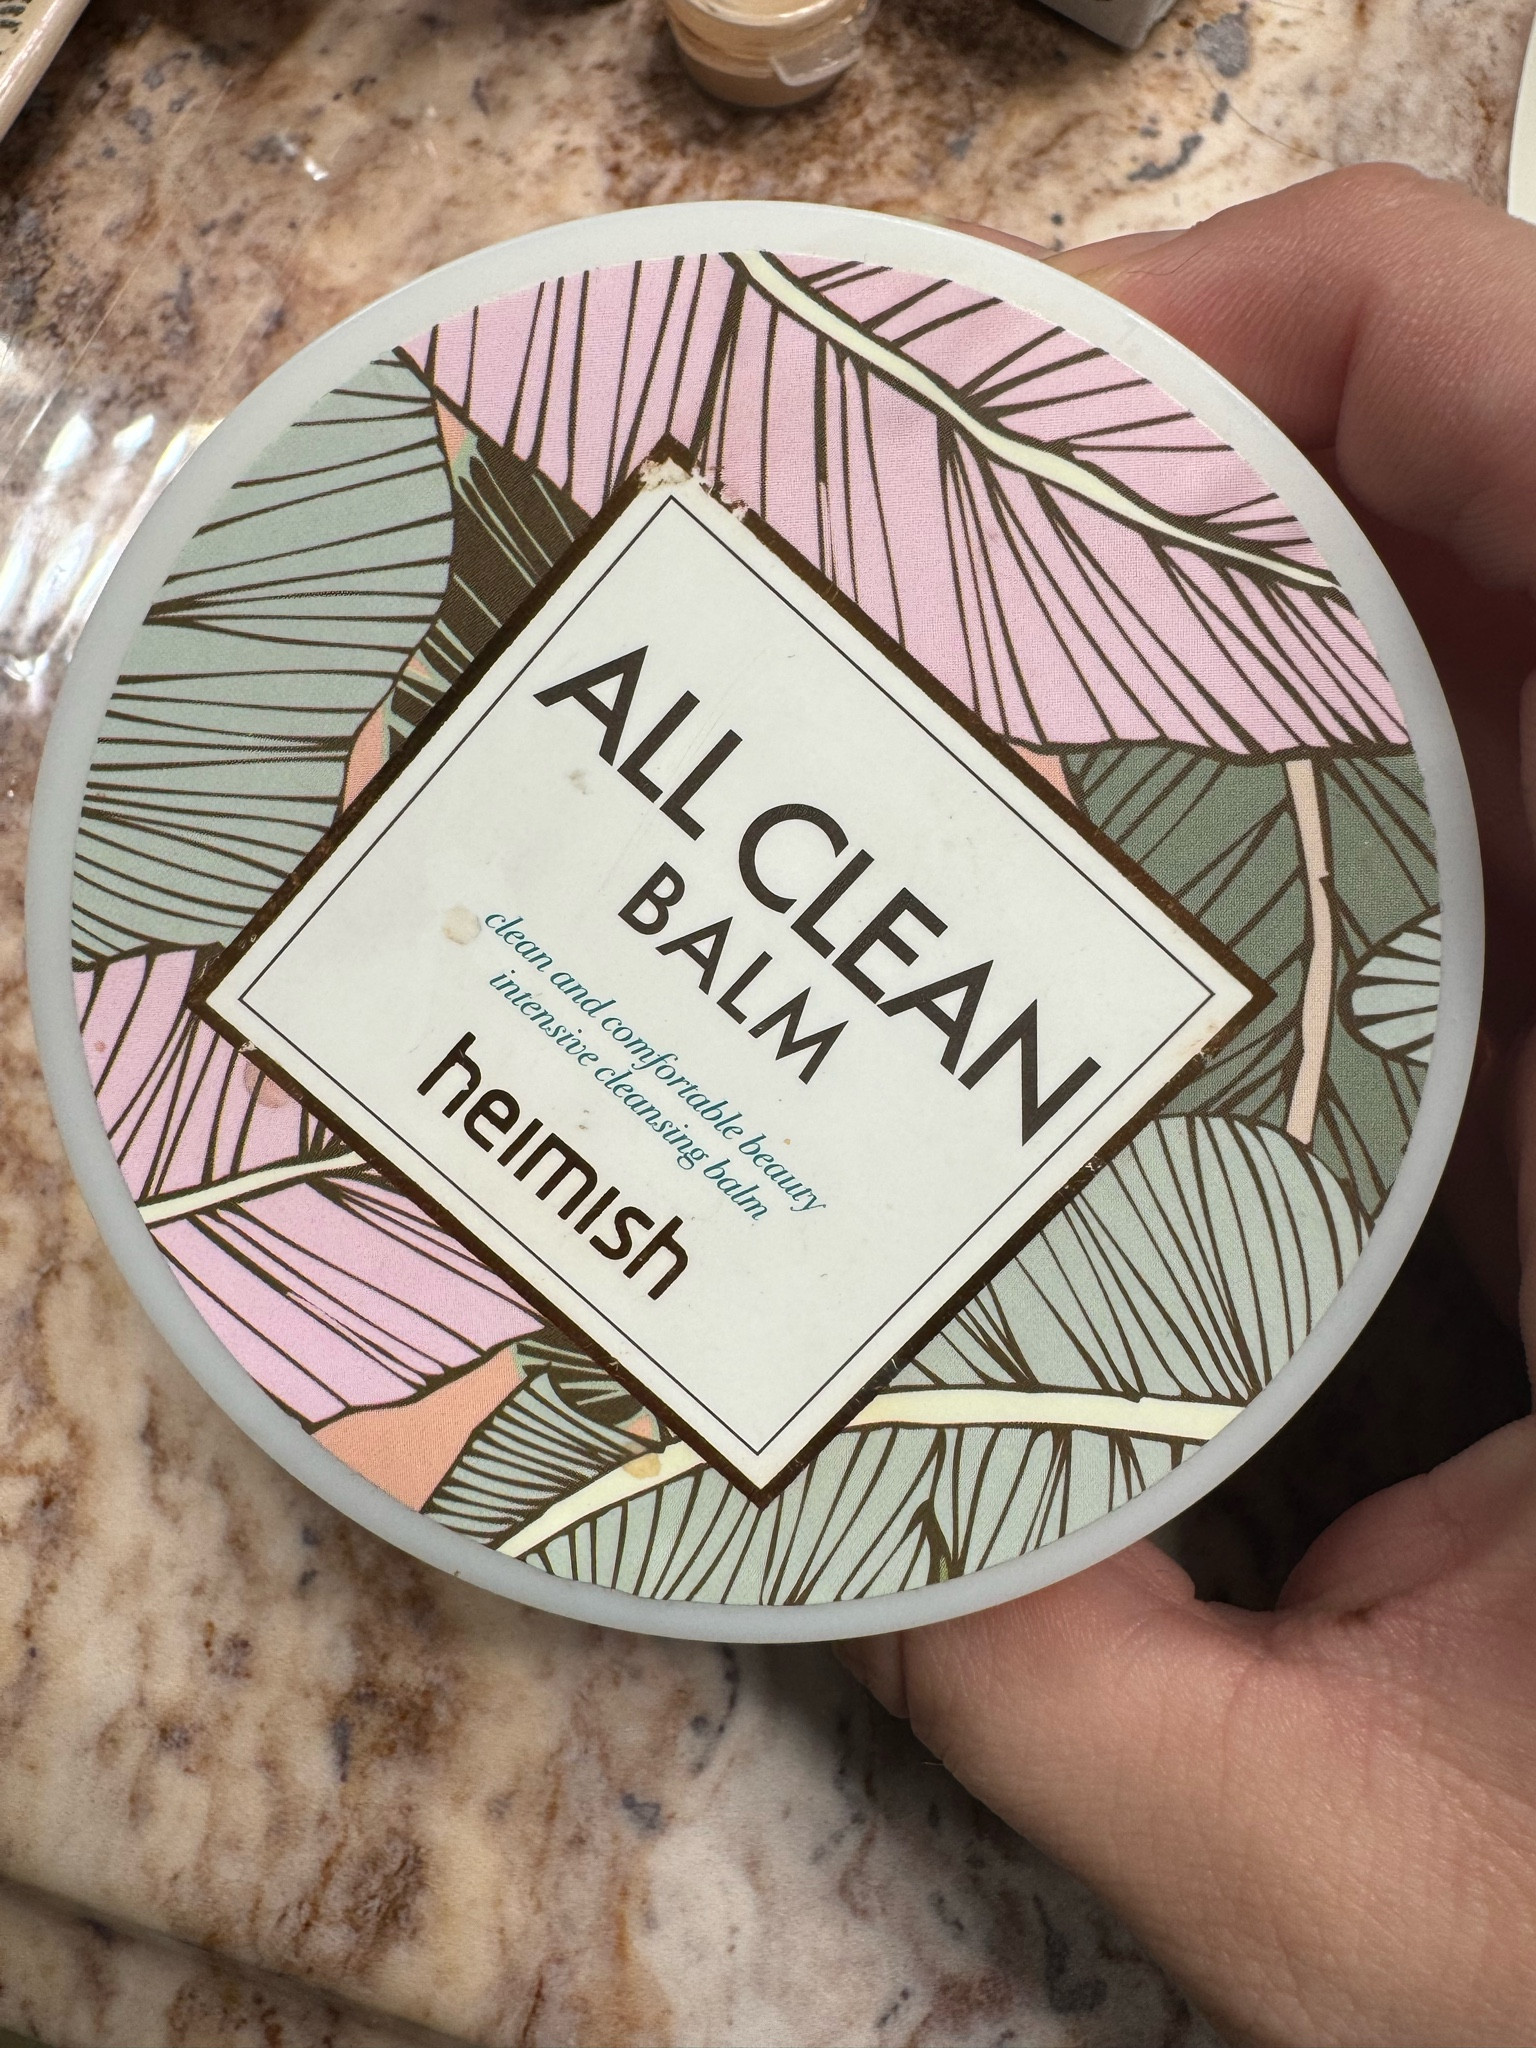 ALL CLEAN
BALM
clean and comfortable beauty
intensive cleansing balm
heimish